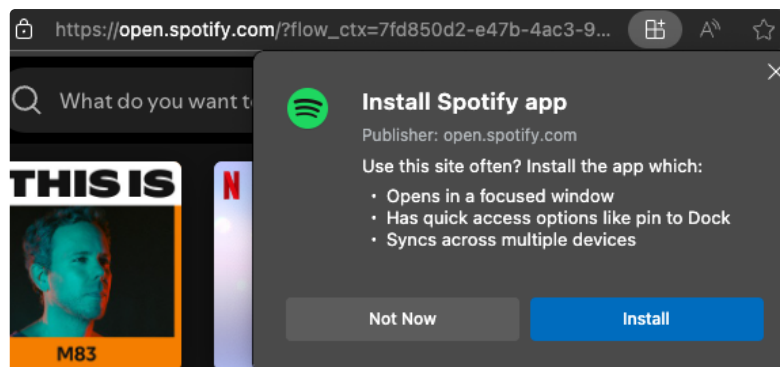 https://open.spotify.com/?flow_ctx=7fd850d2-e47b-4ac3-9...
What do you want t
Install Spotify app
Publisher: open.spotify.com
Use this site often? Install the app which:
• Opens in a focused window
• Has quick access options like pin to Dock
• Syncs across multiple devices
Not Now Install
THIS IS
M83
N